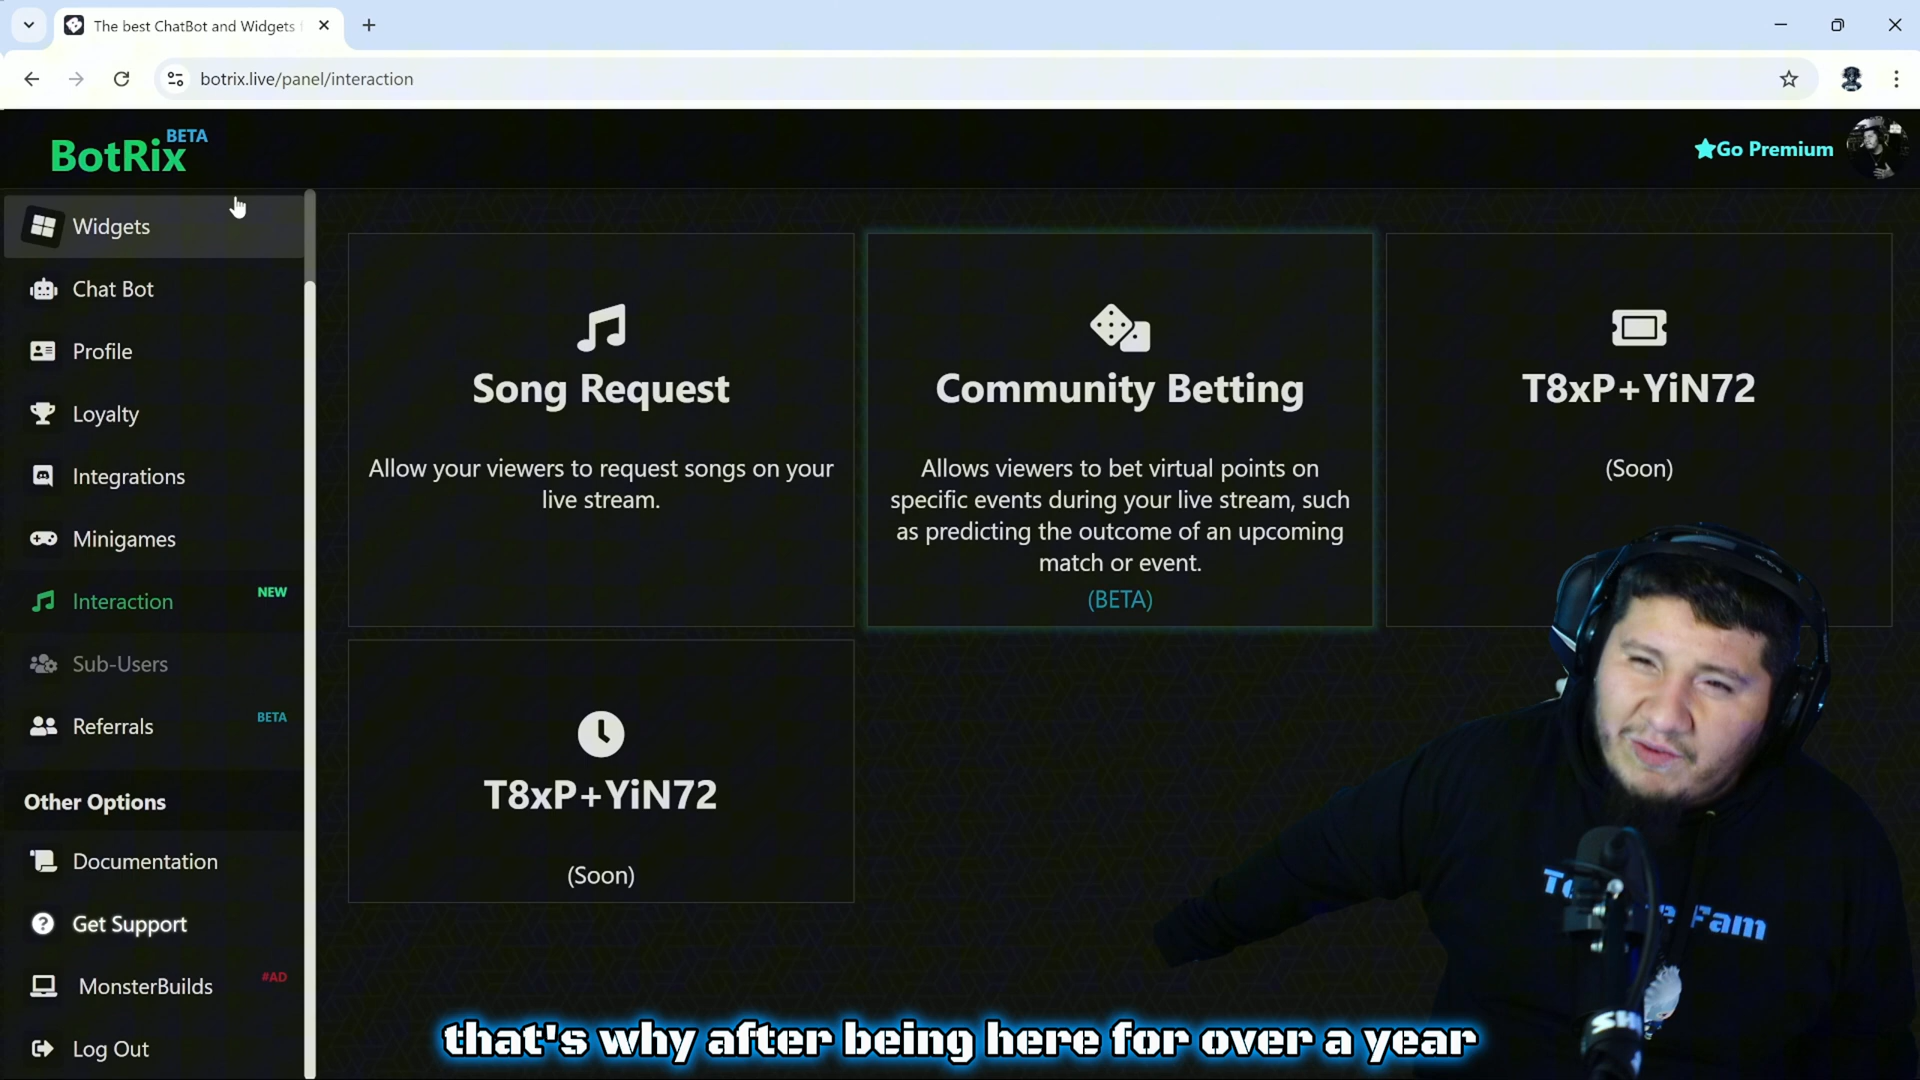 The best ChatBot and Widgets
botrix.live/panel/interaction
BotRix BETA
Go Premium
Widgets
Chat Bot
Profile
Loyalty
Integrations
Minigames
Interaction NEW
Sub-Users
Referrals BETA
Other Options
Documentation
Get Support
MonsterBuilds #AD
Log Out
Song Request
Allow your viewers to request songs on your
live stream.
Community Betting
Allows viewers to bet virtual points on
specific events during your live stream, such
as predicting the outcome of an upcoming
match or event.
(BETA)
T8xP+YiN72
(Soon)
T8xP+YiN72
(Soon)
Fam
that's why after being here for over a year